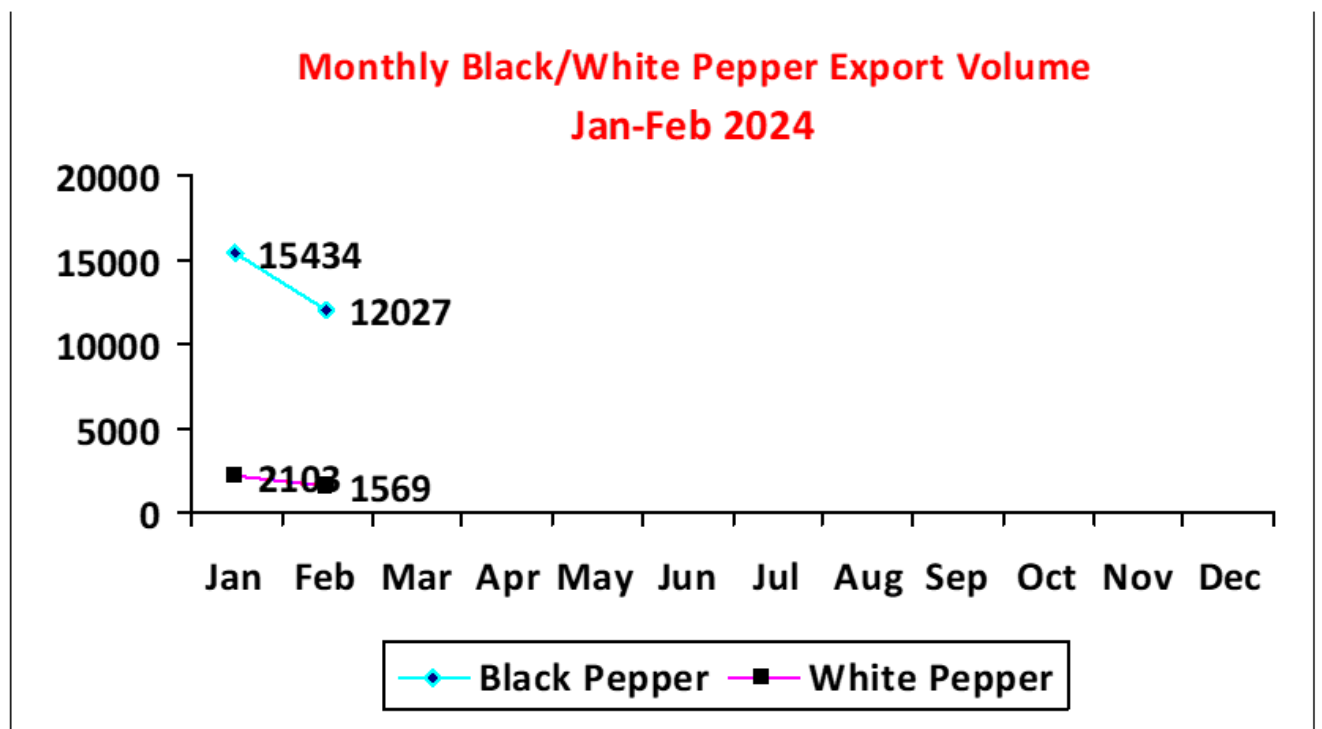 Monthly Black/White Pepper Export Volume
Jan-Feb 2024
20000
15000
10000
5000
0
15434
12027
2103
1569
Jan Feb Mar Apr May Jun Jul Aug Sep Oct Nov Dec
Black Pepper White Pepper